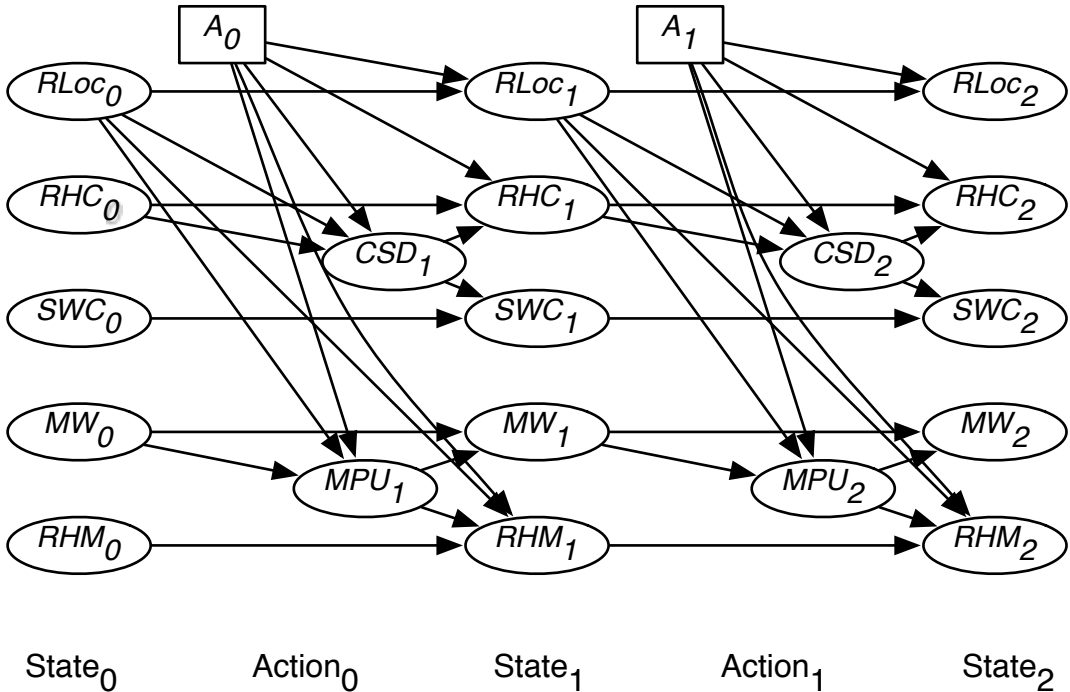 A0 A1
RLoc0 RLoc1 RLoc2
RHC0 RHC1 RHC2
CSD1 CSD2
SWC0 SWC1 SWC2
MW0 MW1 MW2
MPU1 MPU2
RHM0 RHM1 RHM2
State0 Action0 State1 Action1 State2